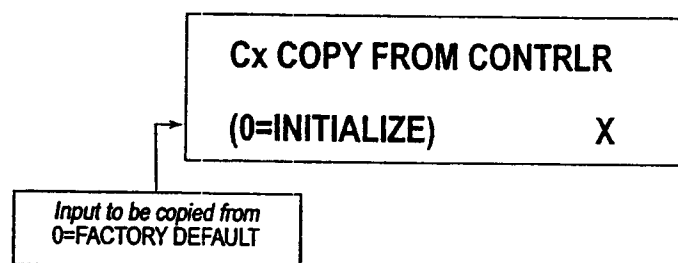 Cx COPY FROM CONTRLR
(0=INITIALIZE) X
Input to be copied from
0=FACTORY DEFAULT